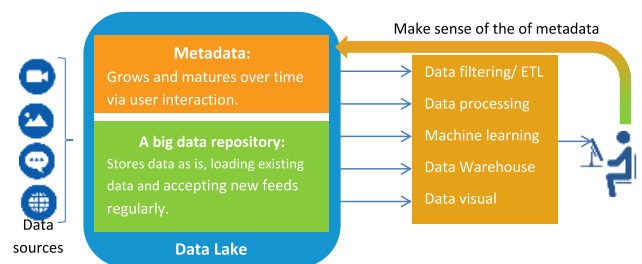 Make sense of the of metadata
Metadata:
Grows and matures over time
via user interaction.
A big data repository:
Stores data as is, loading existing
data and accepting new feeds
regularly.
Data Lake
Data
sources
Data filtering/ ETL
Data processing
Machine learning
Data Warehouse
Data visual